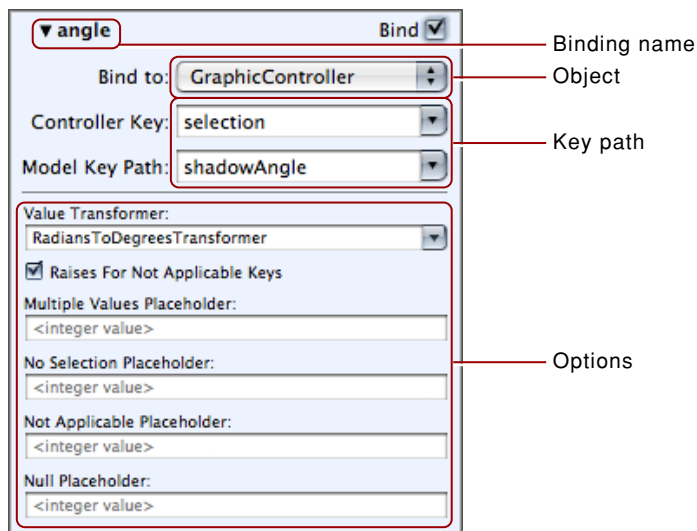 ▼ angle Bind
Binding name
Bind to: GraphicController
Object
Controller Key: selection
Key path
Model Key Path: shadowAngle
Value Transformer:
RadiansToDegreesTransformer
Raises For Not Applicable Keys
Multiple Values Placeholder:
<integer value>
No Selection Placeholder:
Options
<integer value>
Not Applicable Placeholder:
<integer value>
Null Placeholder:
<integer value>